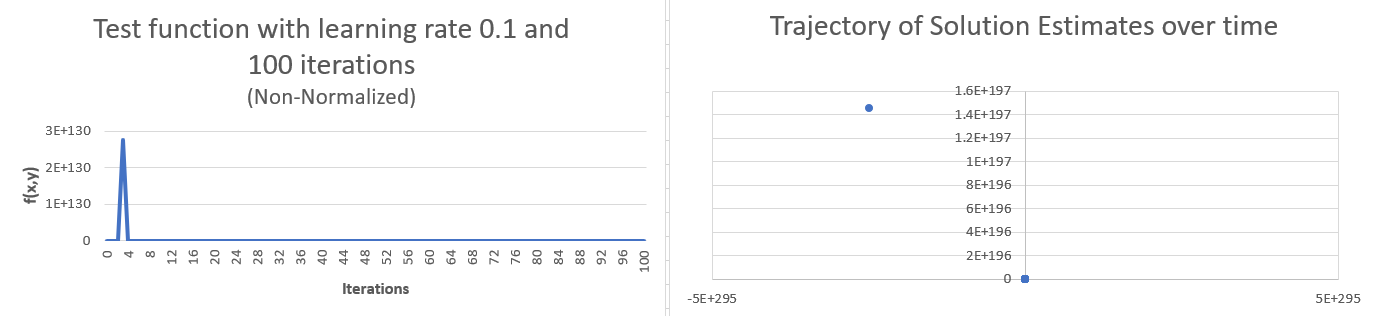 Test function with learning rate 0.1 and
100 iterations
(Non-Normalized)
f(x,y)
3E+130
2E+130
1E+130
0
0 4 8 12 16 20 24 28 32 36 40 44 48 52 56 60 64 68 72 76 80 84 88 92 96 100
Iterations
Trajectory of Solution Estimates over time
1.6E+197
1.4E+197
1.2E+197
1E+197
8E+196
6E+196
4E+196
2E+196
0
-5E+295 5E+295